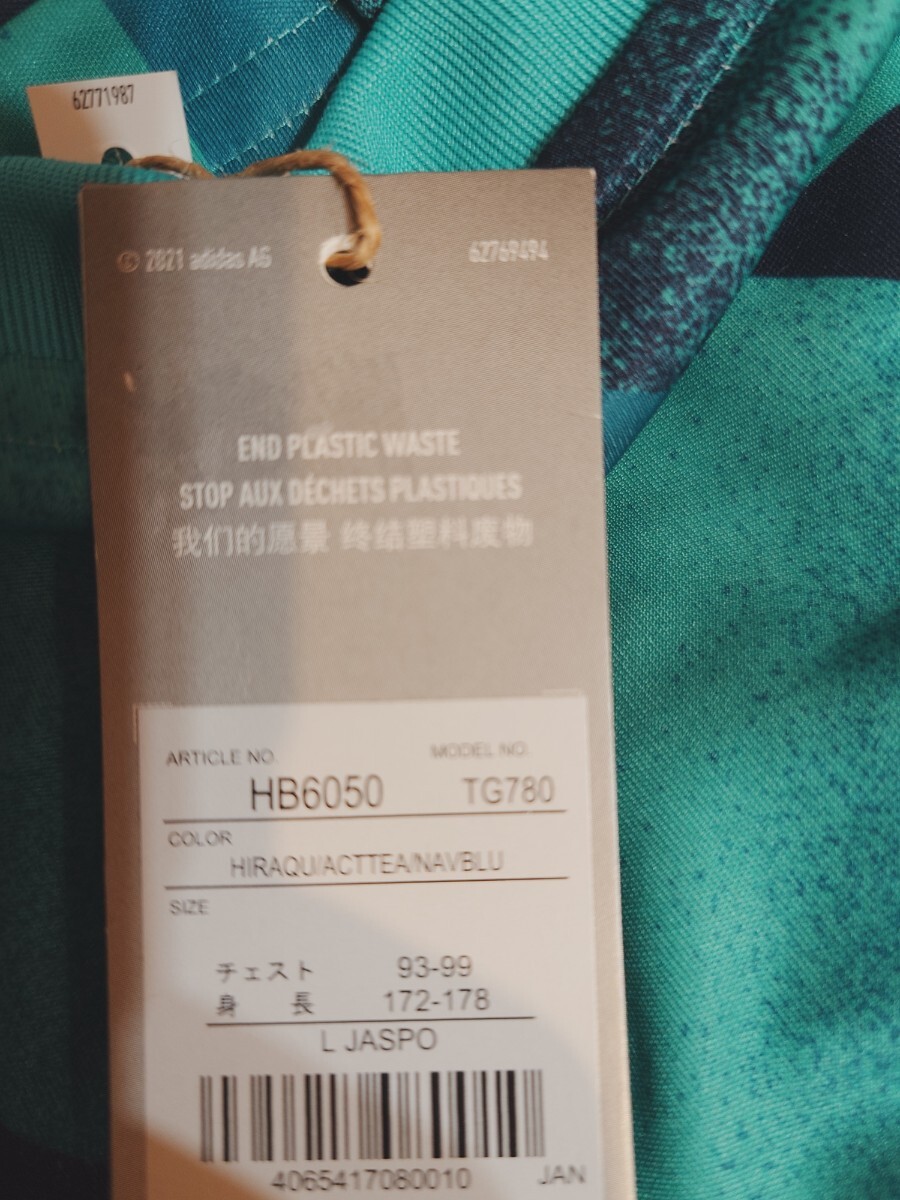 62771987
© 2021 adidas AG
62769494
END PLASTIC WASTE
STOP AUX DÉCHETS PLASTIQUES
我们的愿景 终结塑料废物
ARTICLE NO.
MODEL NO.
HB6050
TG780
COLOR
HIRAQU/ACTTEA/NAVBLU
SIZE
チェスト 93-99
身 長 172-178
L JASPO
4065417080010 JAN